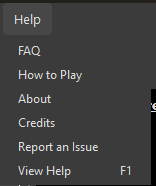 Help
FAQ
How to Play
About
Credits
Report an Issue
View Help F1